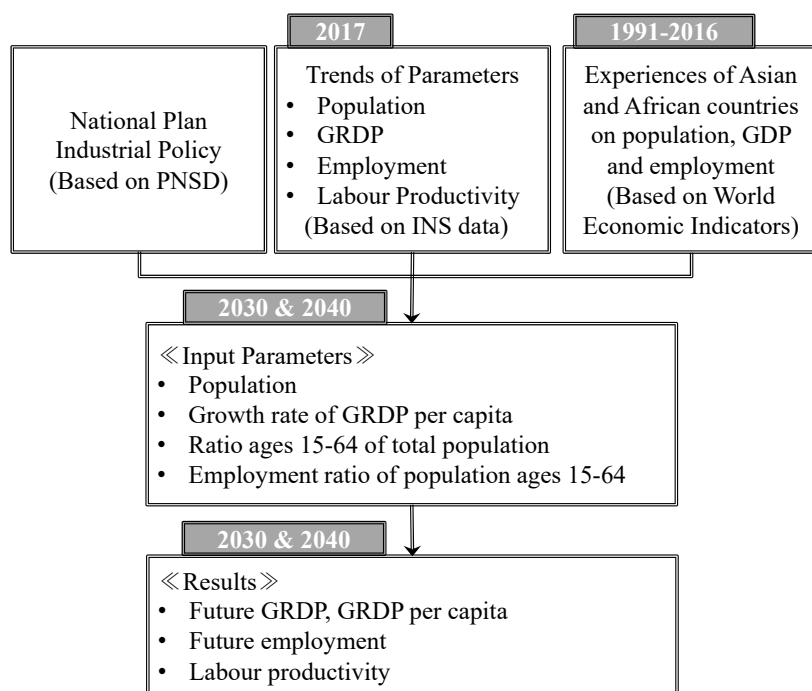 National Plan
Industrial Policy
(Based on PNSD)
2017
Trends of Parameters
• Population
• GRDP
• Employment
• Labour Productivity
(Based on INS data)
1991-2016
Experiences of Asian
and African countries
on population, GDP
and employment
(Based on World
Economic Indicators)
2030 & 2040
≪Input Parameters≫
• Population
• Growth rate of GRDP per capita
• Ratio ages 15-64 of total population
• Employment ratio of population ages 15-64
2030 & 2040
≪Results≫
• Future GRDP, GRDP per capita
• Future employment
• Labour productivity